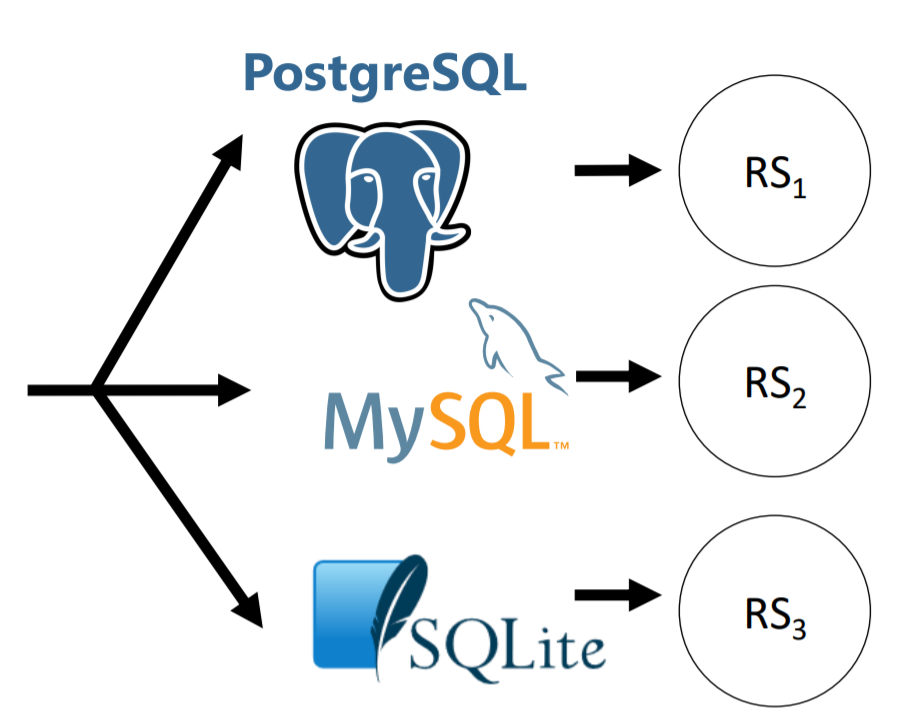 PostgreSQL
RS₁
MySQL™
RS₂
SQLite
RS₃